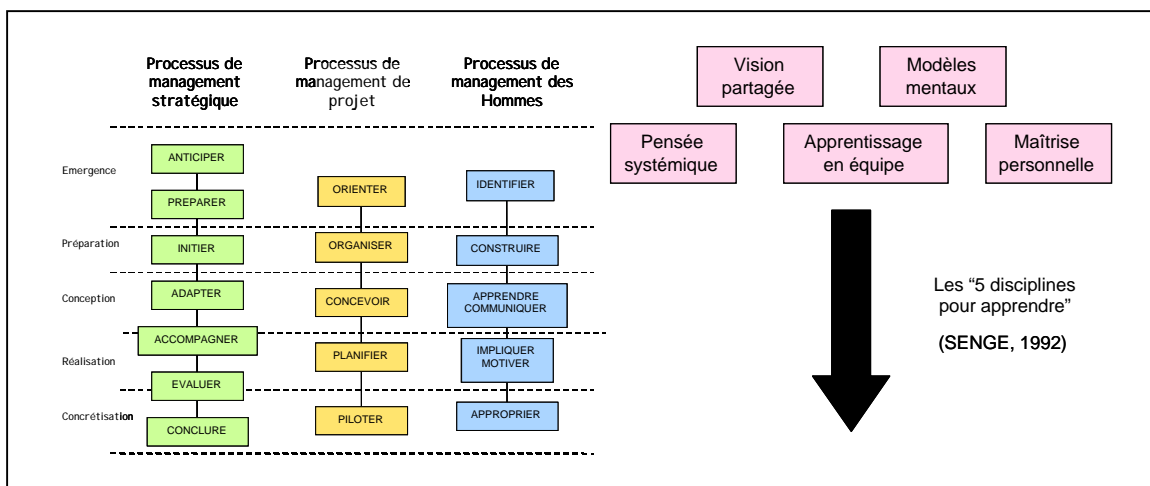 Processus de
management
stratégique
Processus de
management de
projet
Processus de
management des
Hommes
Emergence
Préparation
Conception
Réalisation
Concrétisation
ANTICIPER
PREPARER
INITIER
ADAPTER
ACCOMPAGNER
EVALUER
CONCLURE
ORIENTER
ORGANISER
CONCEVOIR
PLANIFIER
PILOTER
IDENTIFIER
CONSTRUIRE
APPRENDRE
COMMUNIQUER
IMPLIQUER
MOTIVER
APPROPRIER
Vision
partagée
Modèles
mentaux
Pensée
systémique
Apprentissage
en équipe
Maîtrise
personnelle
Les “5 disciplines
pour apprendre”
(SENGE, 1992)